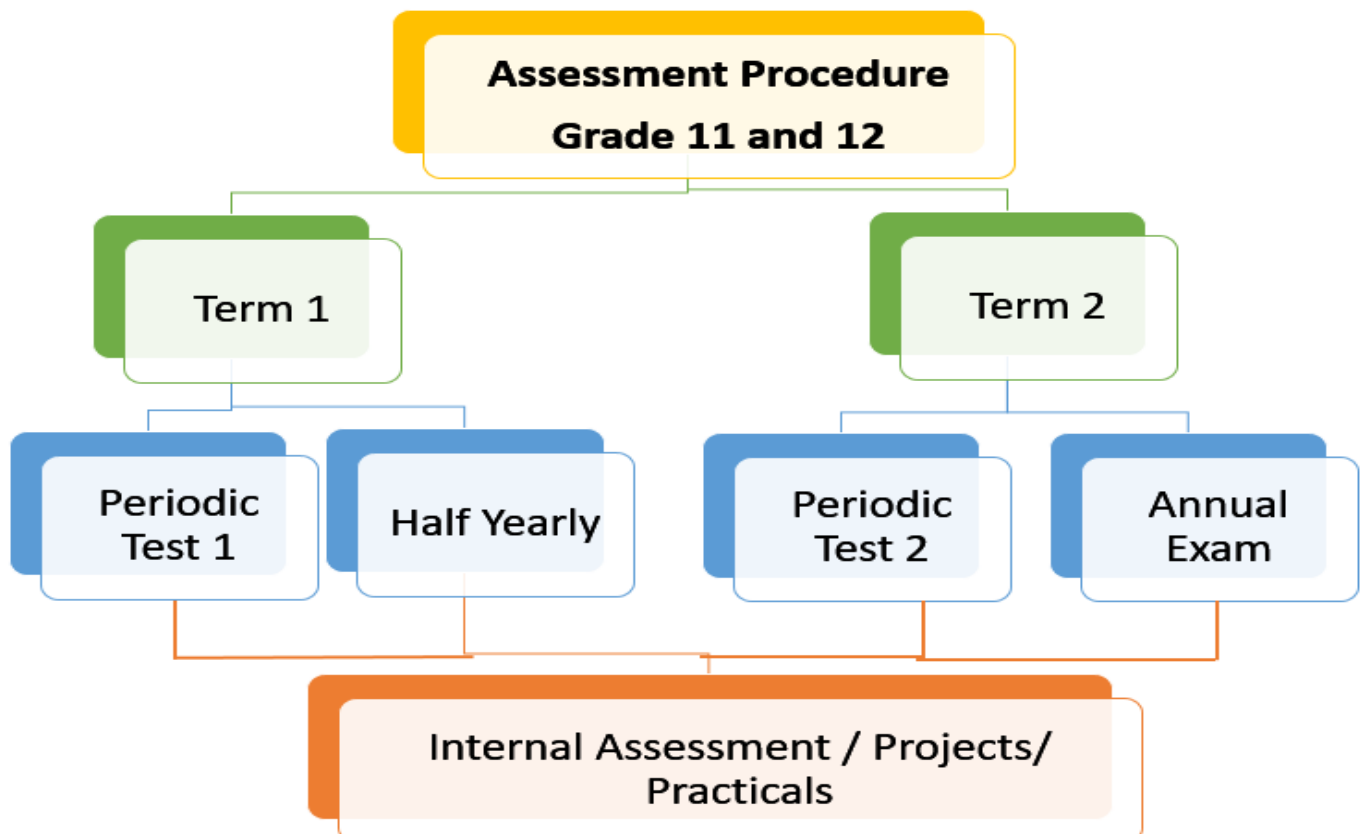 Assessment Procedure
Grade 11 and 12
Term 1
Term 2
Periodic
Test 1
Half Yearly
Periodic
Test 2
Annual
Exam
Internal Assessment / Projects/
Practicals